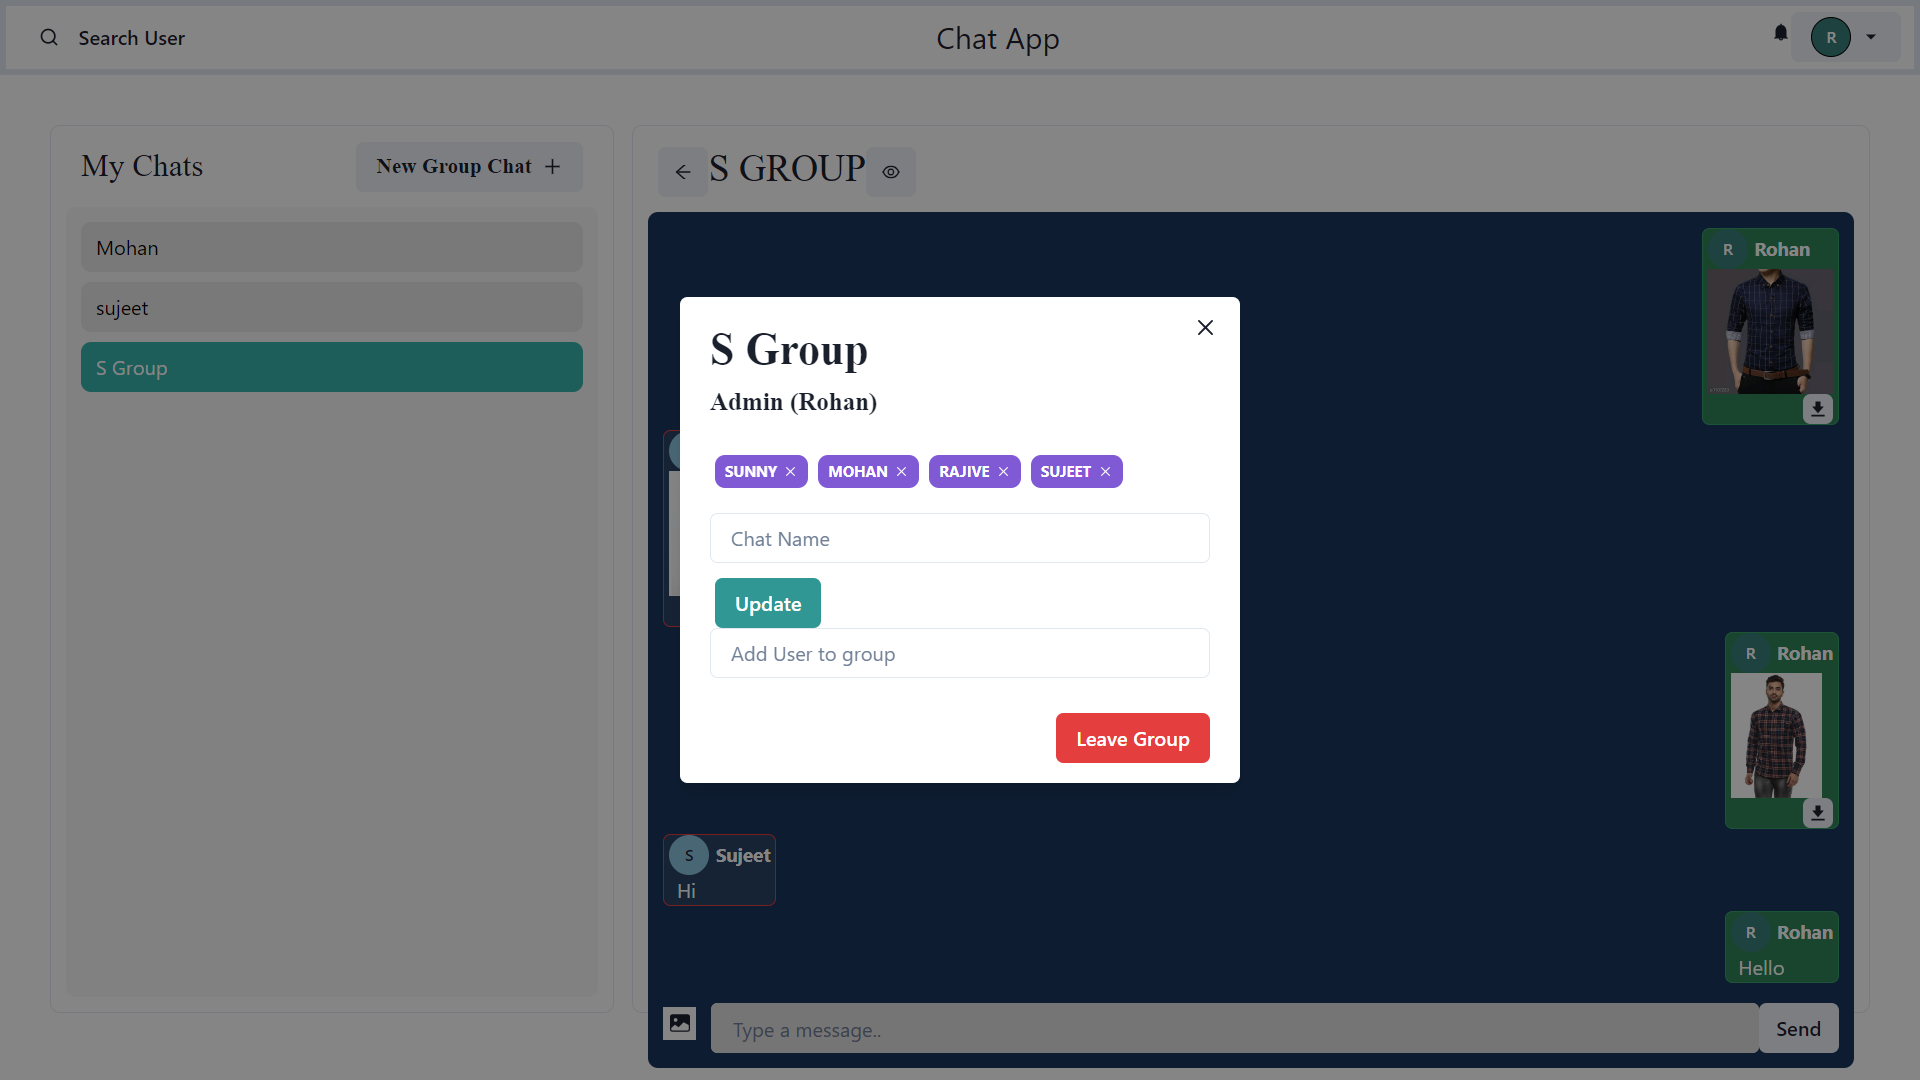 Search User
Chat App
R
My Chats
New Group Chat
Mohan
sujeet
S Group
S GROUP
R Rohan
S Group
Admin (Rohan)
SUNNY MOHAN RAJIVE SUJEET
Chat Name
Update
Add User to group
Leave Group
R Rohan
S Sujeet
Hi
R Rohan
Hello
Type a message..
Send